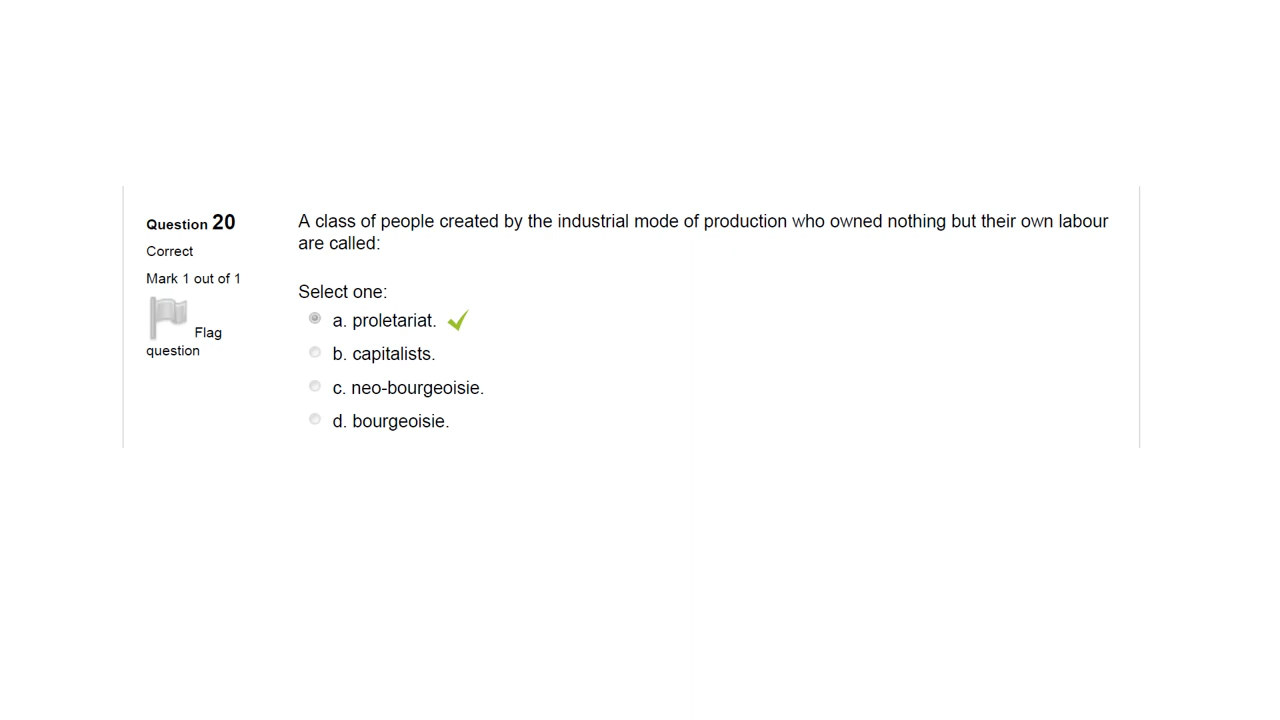 Question 20
Correct
Mark 1 out of 1
Flag
question
A class of people created by the industrial mode of production who owned nothing but their own labour
are called:
Select one:
a. proletariat.
b. capitalists.
c. neo-bourgeoisie.
d. bourgeoisie.